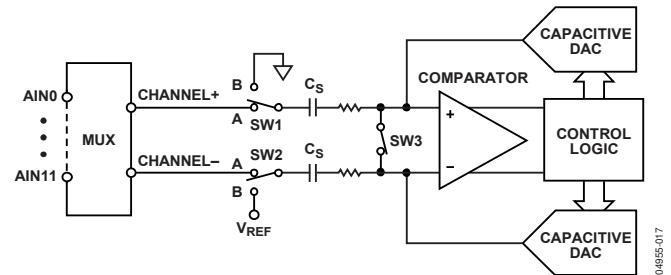 CAPACITIVE
DAC
B
CS
COMPARATOR
AIN0
CHANNEL+
A
SW1
+
MUX
SW3
CONTROL
LOGIC
CHANNEL–
A
SW2
CS
–
AIN11
B
VREF
CAPACITIVE
DAC
04955-017